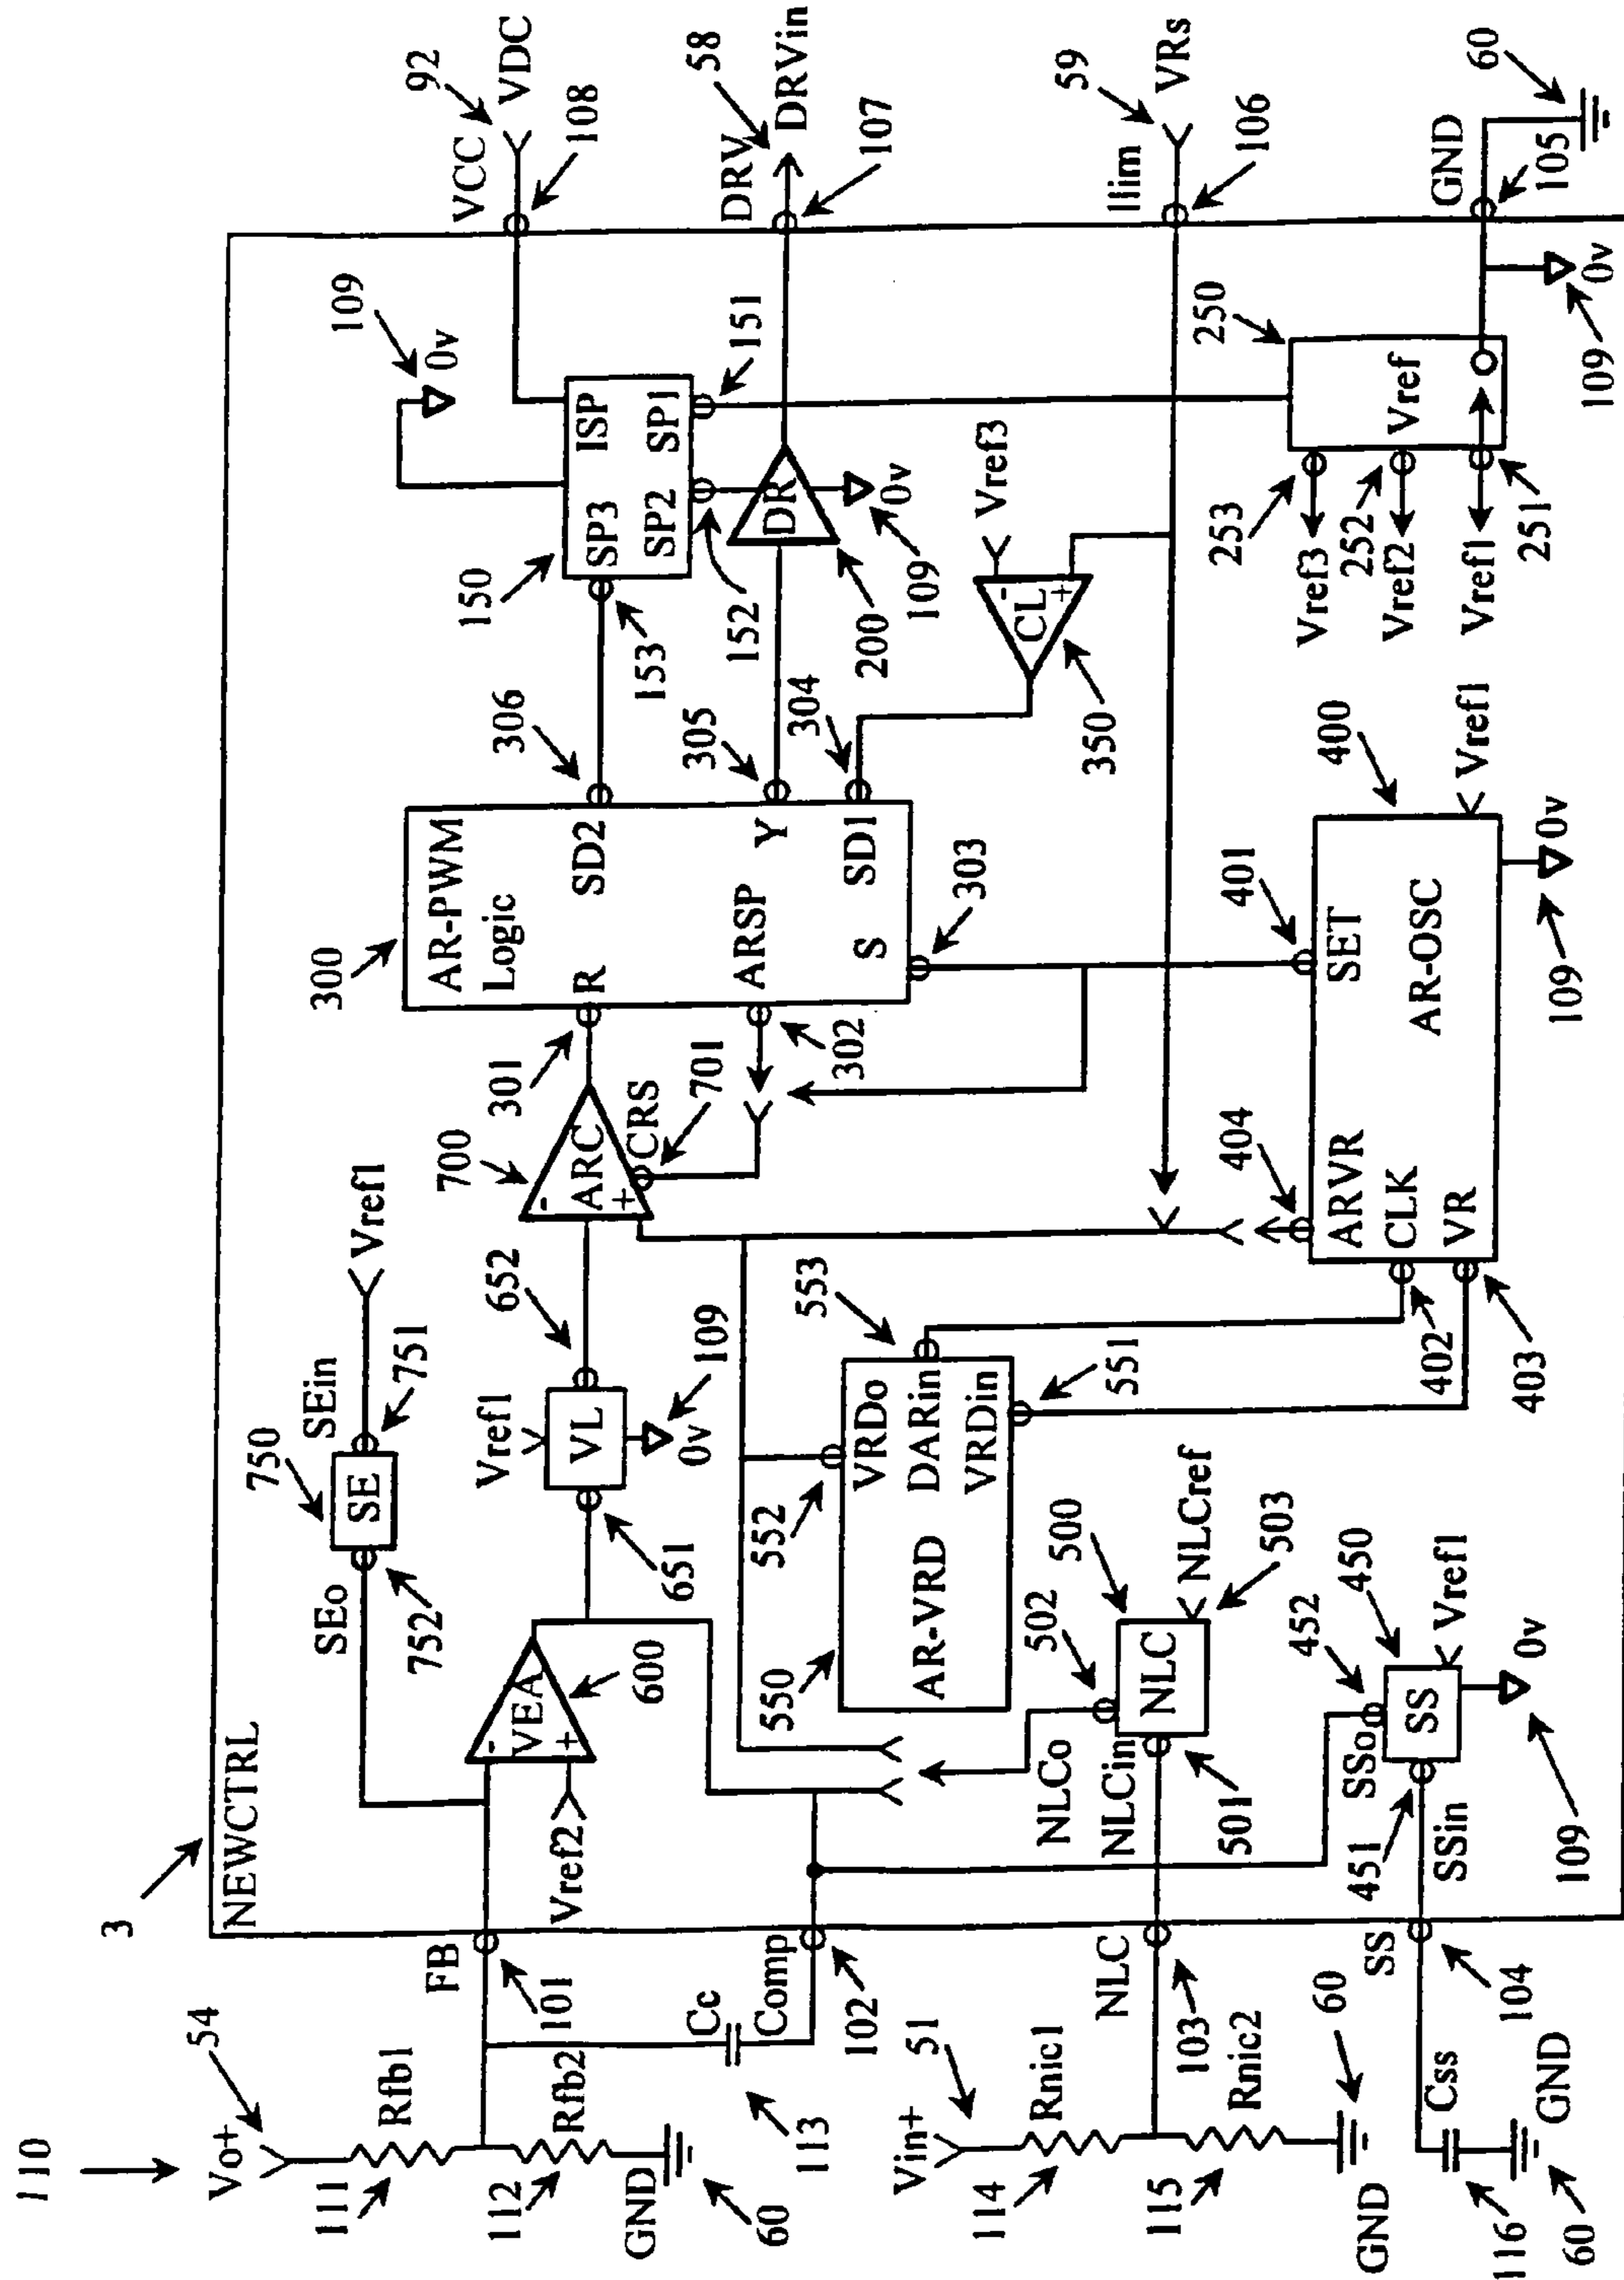 110
3
NEWCTRL
Vo+
54
111
Rfb1
112
Rfb2
GND
60
FB
101
Cc
113
Comp
102
Vin+
51
114
Rnic1
115
Rnic2
GND
60
NLC
103
SS
104
Css
116
GND
60
SEo
752
750
SE
SEin
751
Vref1
VEA
-
+
600
Vref2
651
Vref1
VL
0v
109
652
700
ARC
-
+
CRS
701
301
300
AR-PWM
Logic
R
SD2
ARSP
Y
S
SD1
302
303
304
305
306
150
SP3
ISP
SP2
SP1
153
152
151
109
0v
DR
200
109
0v
VCC
92
VDC
108
DRV
58
DRVin
107
Ilim
59
VRs
106
GND
60
105
0v
109
250
Vref
253
Vref3
252
Vref2
Vref1
251
CL
-
+
Vref3
350
550
VRDo
DARin
VRDin
AR-VRD
552
553
551
404
ARVR
CLK
VR
SET
AR-OSC
401
400
Vref1
0v
109
402
403
NLCo
502
500
NLC
NLCref
503
NLCin
501
SSo
452
450
SS
Vref1
0v
109
451
SSin